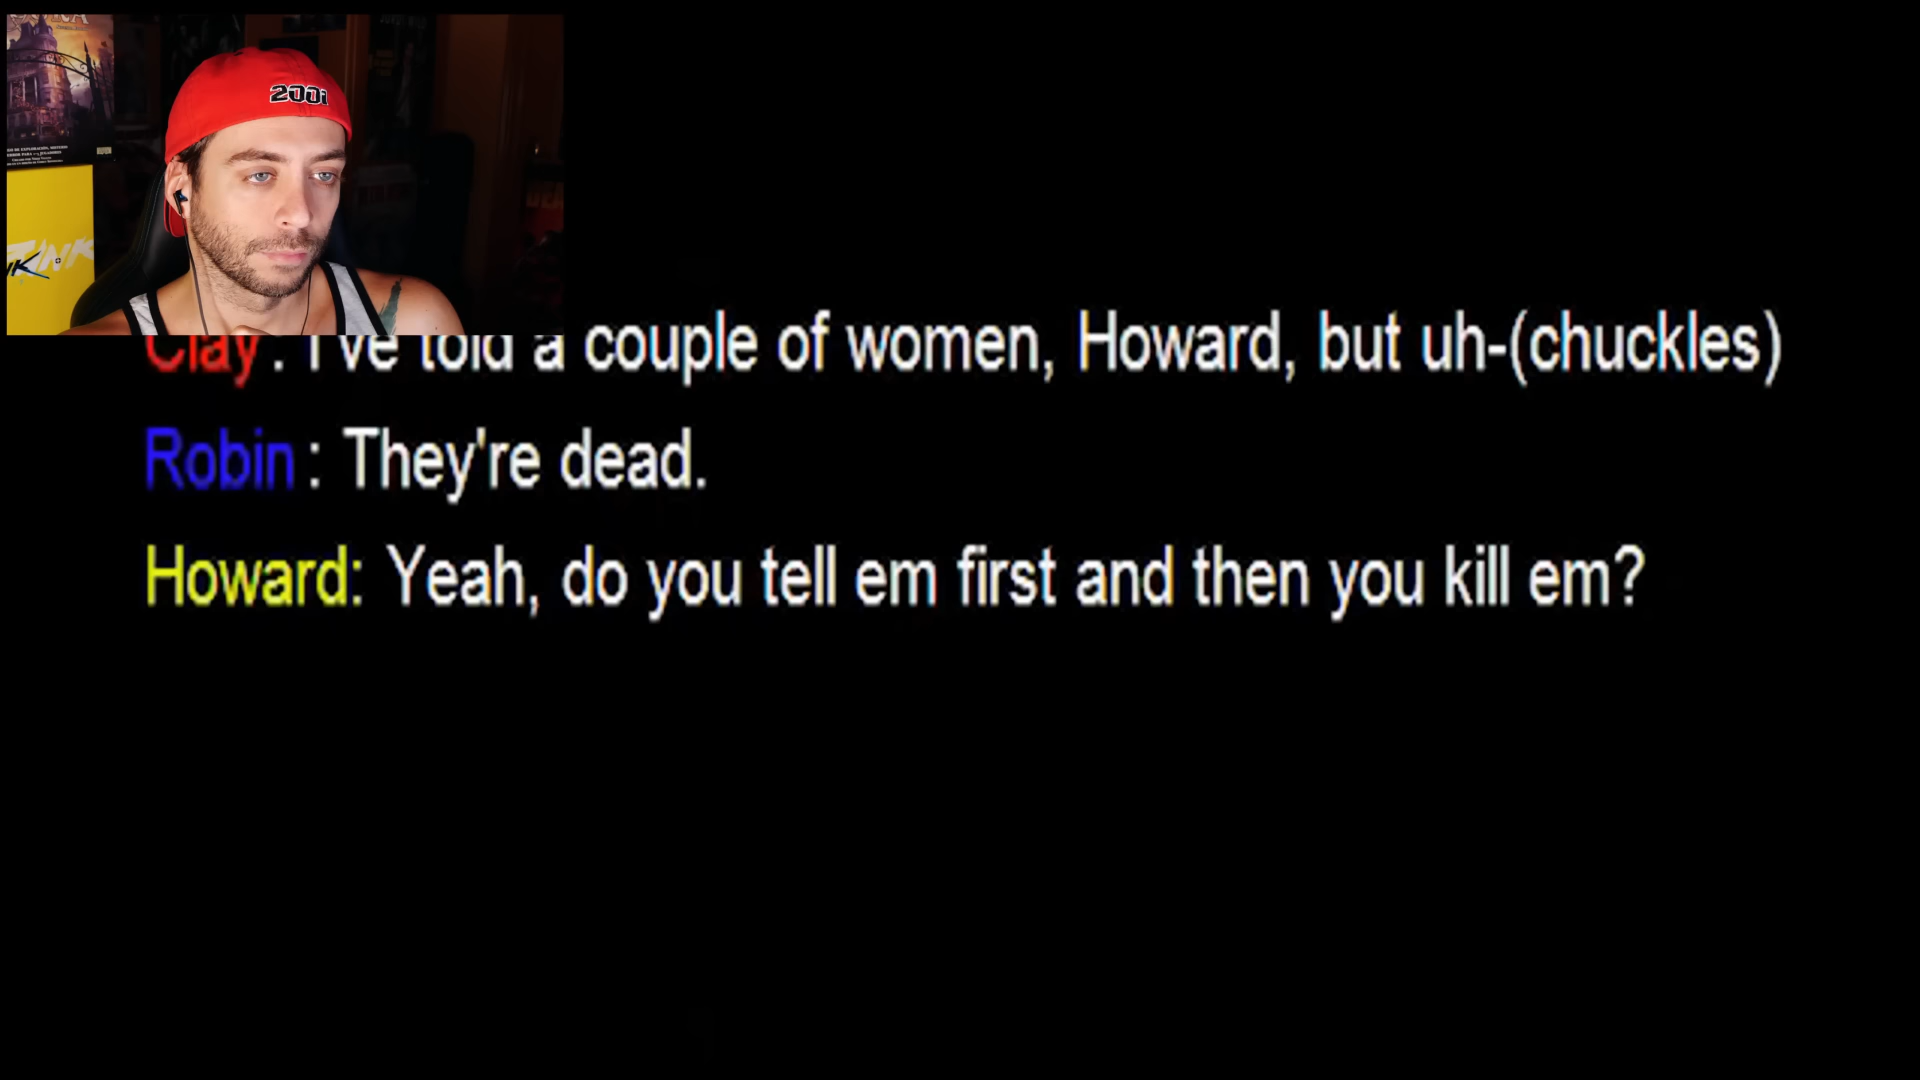 2001
Clay: I've told a couple of women, Howard, but uh-(chuckles)
Robin: They're dead.
Howard: Yeah, do you tell em first and then you kill em?